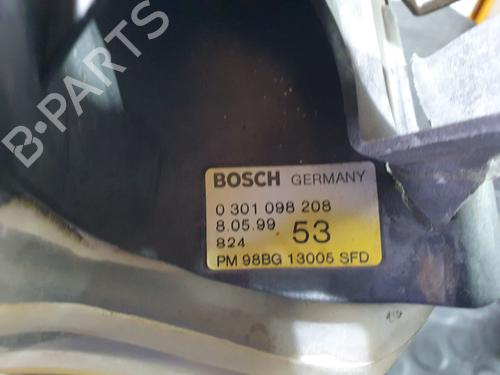 B-PARTS
BOSCH GERMANY
0 301 098 208
8.05.99
824 53
PM 98BG 13005 SFD